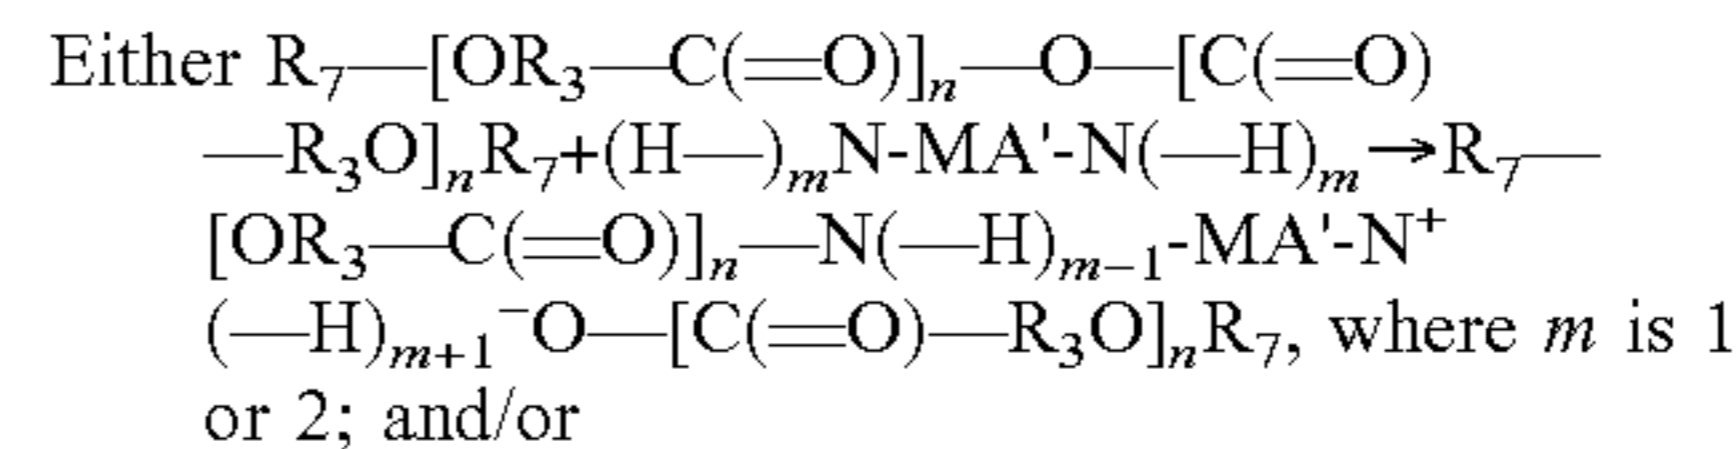 Either R₇—[OR₃—C(═O)]ₙ—O—[C(═O)
—R₃O]ₙR₇+(H—)ₘN-MA'-N(—H)ₘ→R₇—
[OR₃—C(═O)]ₙ—N(—H)ₘ₋₁-MA'-N⁺
(—H)ₘ₊₁⁻O—[C(═O)—R₃O]ₙR₇, where m is 1
or 2; and/or